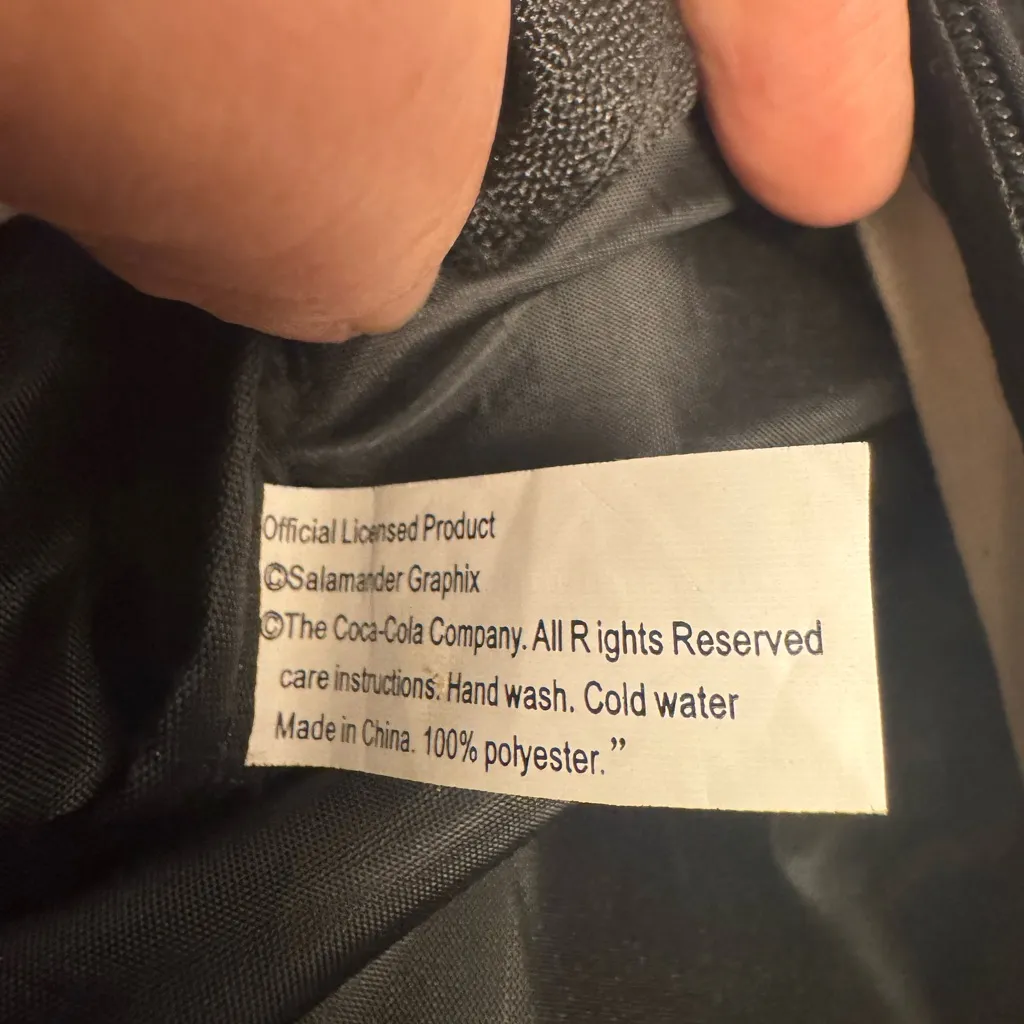 Official Licensed Product
©Salamander Graphix
©The Coca-Cola Company. All R ights Reserved
care instructions. Hand wash. Cold water
Made in China. 100% polyester.”